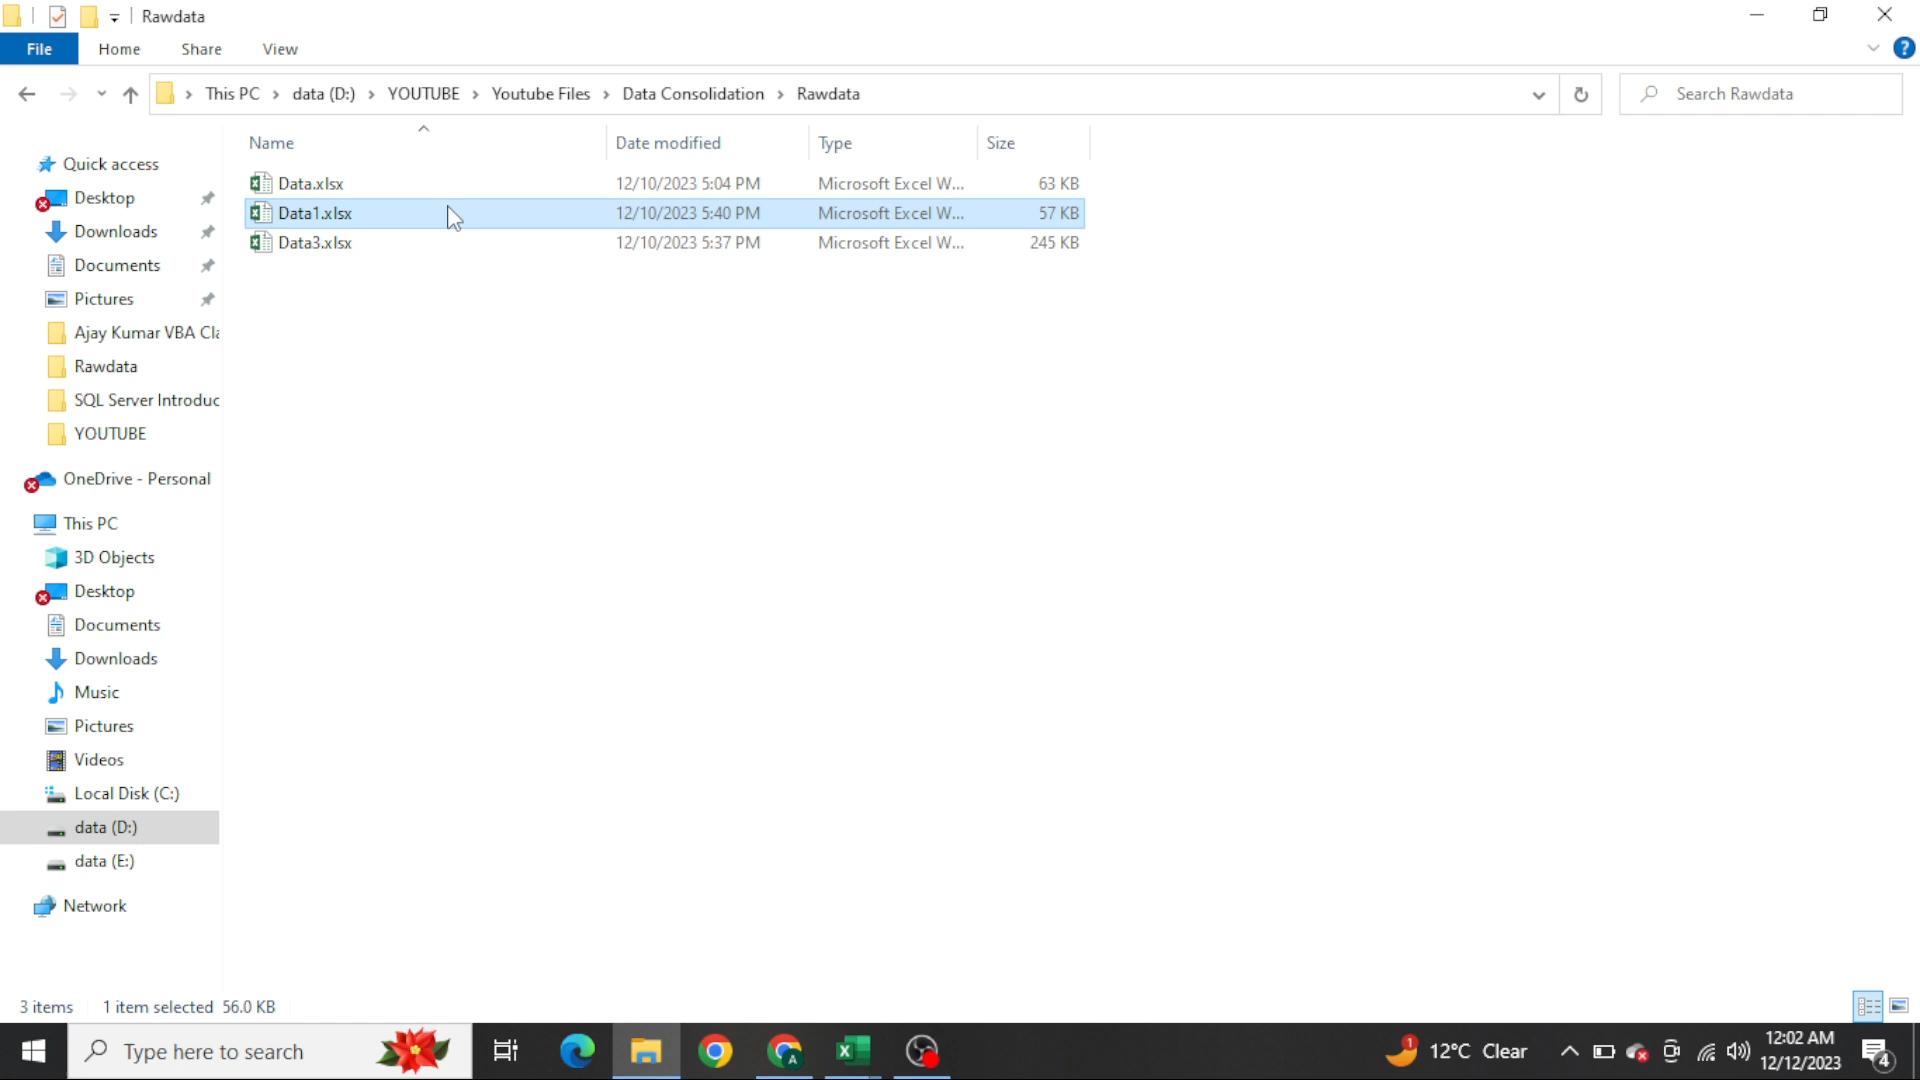 Rawdata
File Home Share View
This PC data (D:) YOUTUBE Youtube Files Data Consolidation Rawdata
Search Rawdata
Name Date modified Type Size
Data.xlsx 12/10/2023 5:04 PM Microsoft Excel W... 63 KB
Data1.xlsx 12/10/2023 5:40 PM Microsoft Excel W... 57 KB
Data3.xlsx 12/10/2023 5:37 PM Microsoft Excel W... 245 KB
Quick access
Desktop
Downloads
Documents
Pictures
Ajay Kumar VBA Cla
Rawdata
SQL Server Introduc
YOUTUBE
OneDrive - Personal
This PC
3D Objects
Desktop
Documents
Downloads
Music
Pictures
Videos
Local Disk (C:)
data (D:)
data (E:)
Network
3 items 1 item selected 56.0 KB
Type here to search
A
1
12°C Clear
12:02 AM
12/12/2023
4